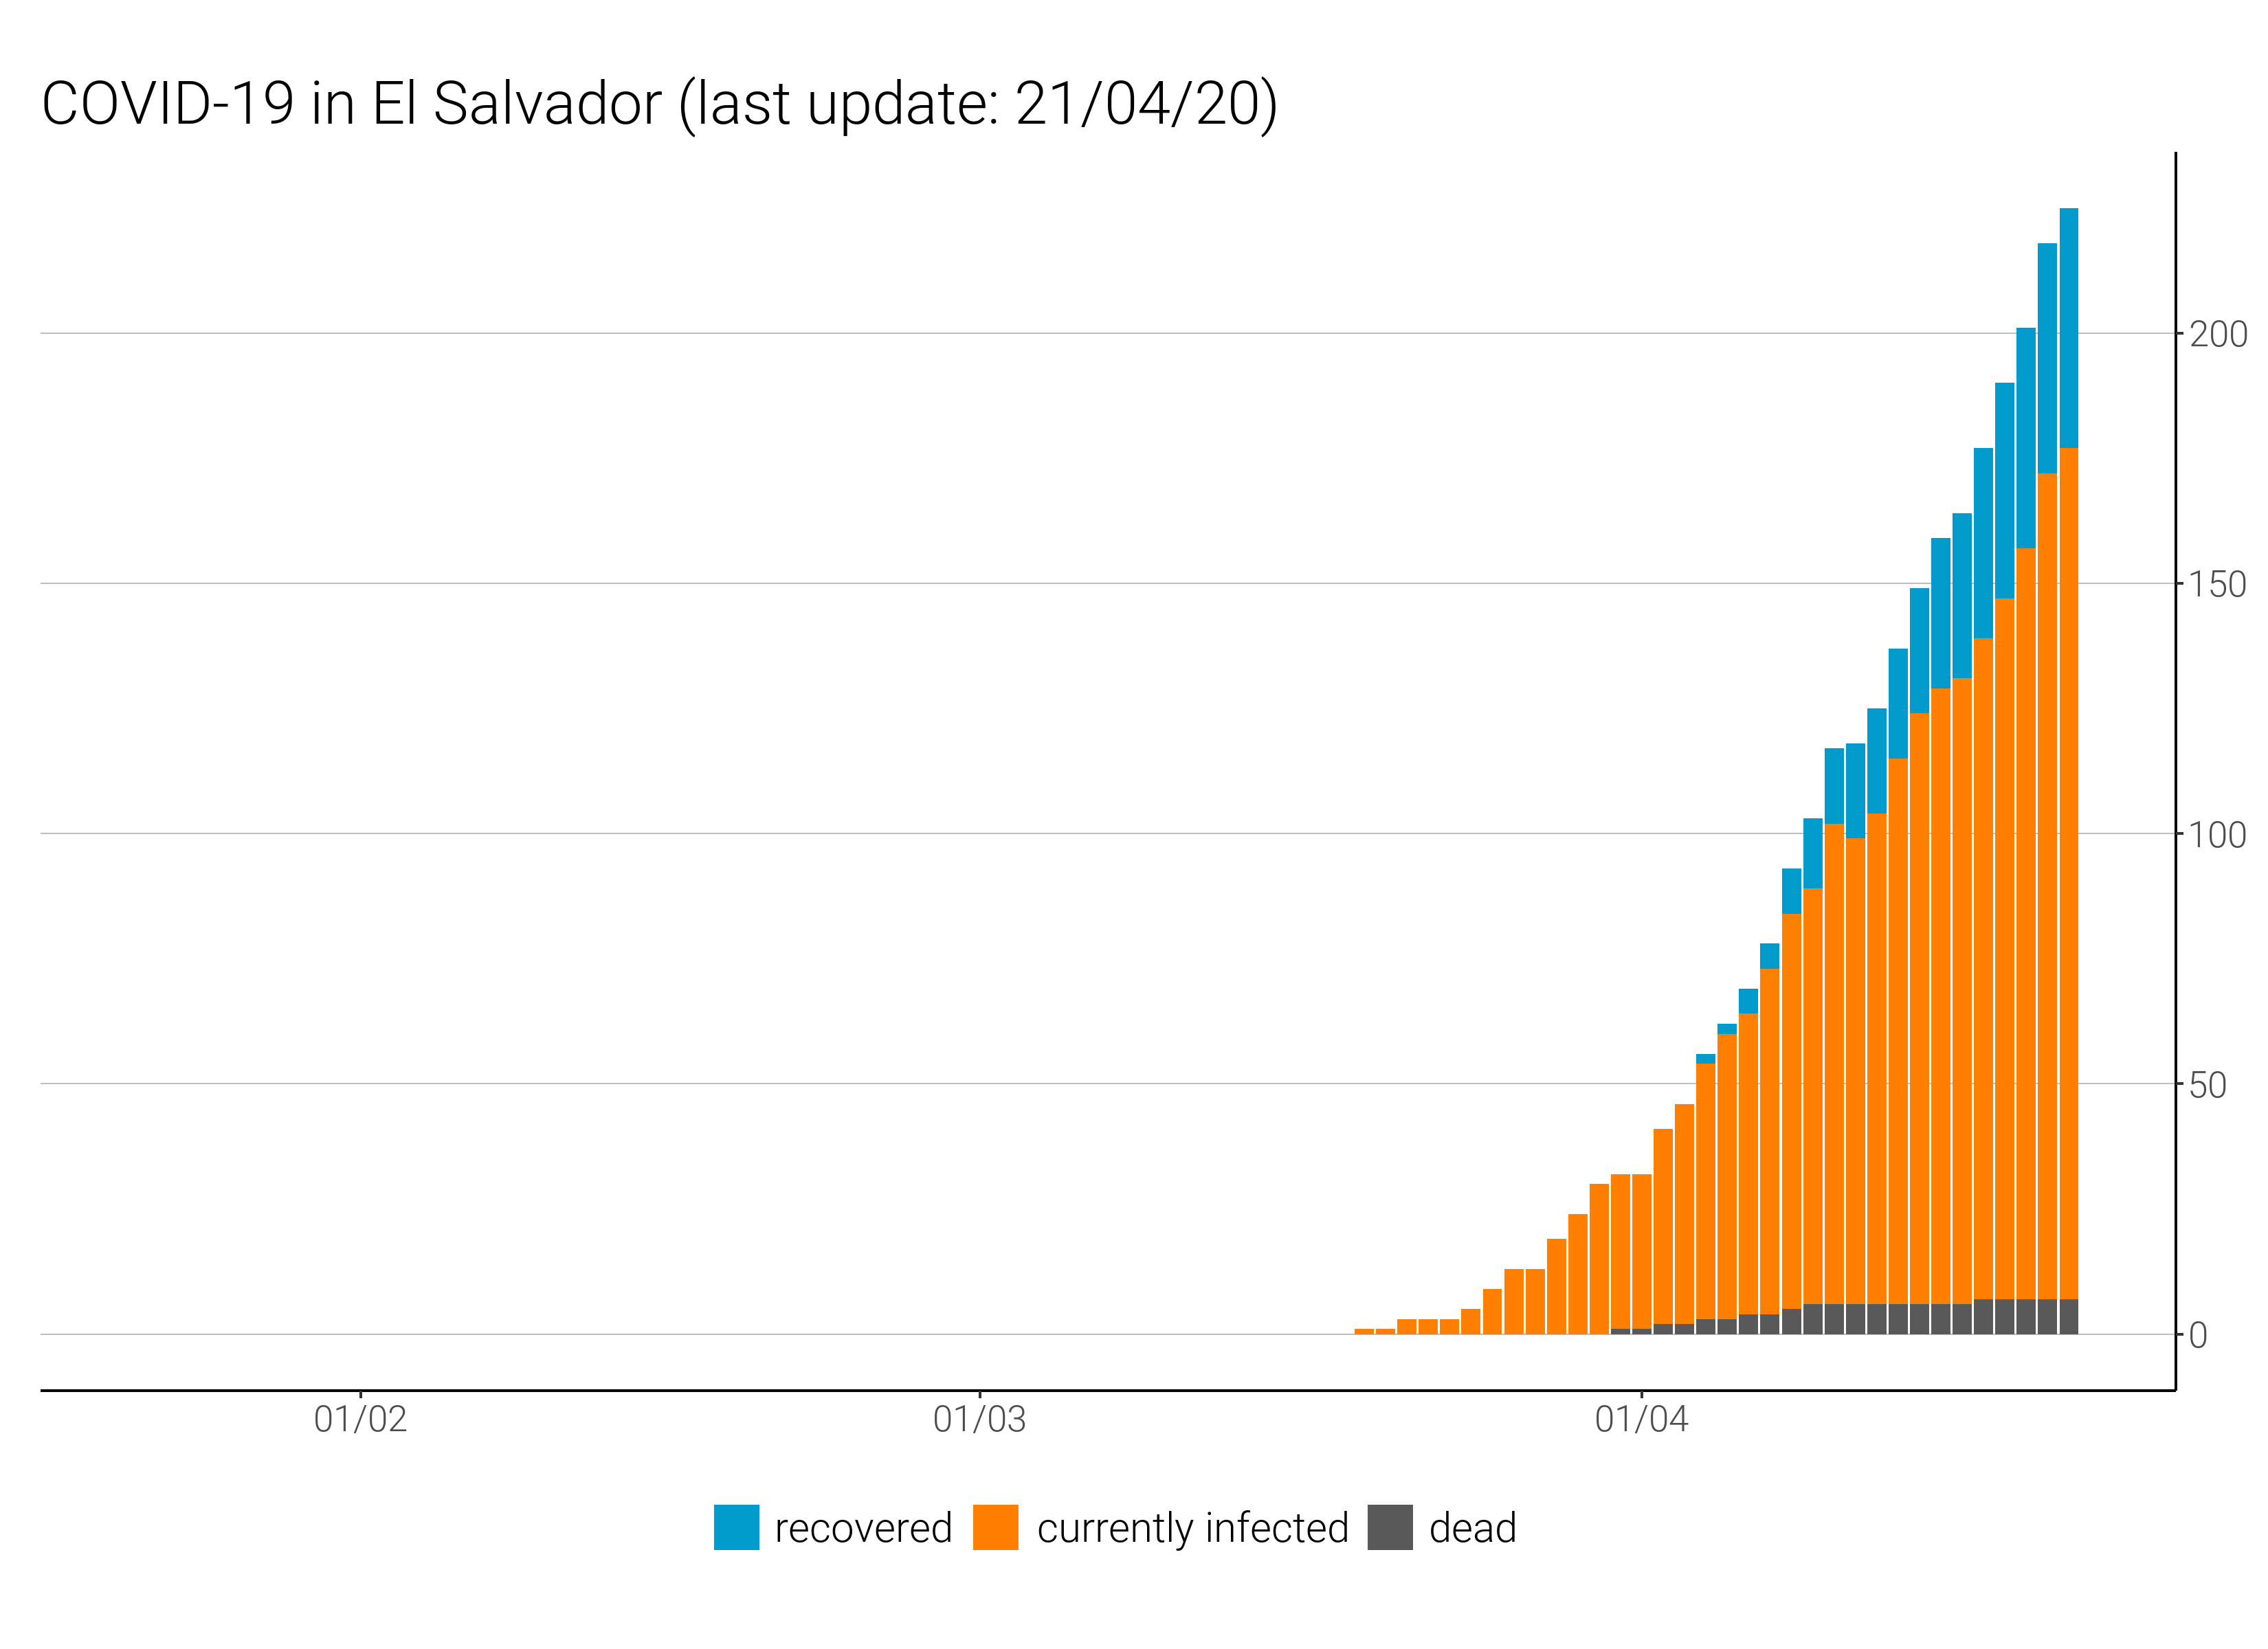 COVID-19 in El Salvador (last update: 21/04/20)
200
150
100
50
0
01/02 01/03 01/04
recovered currently infected dead